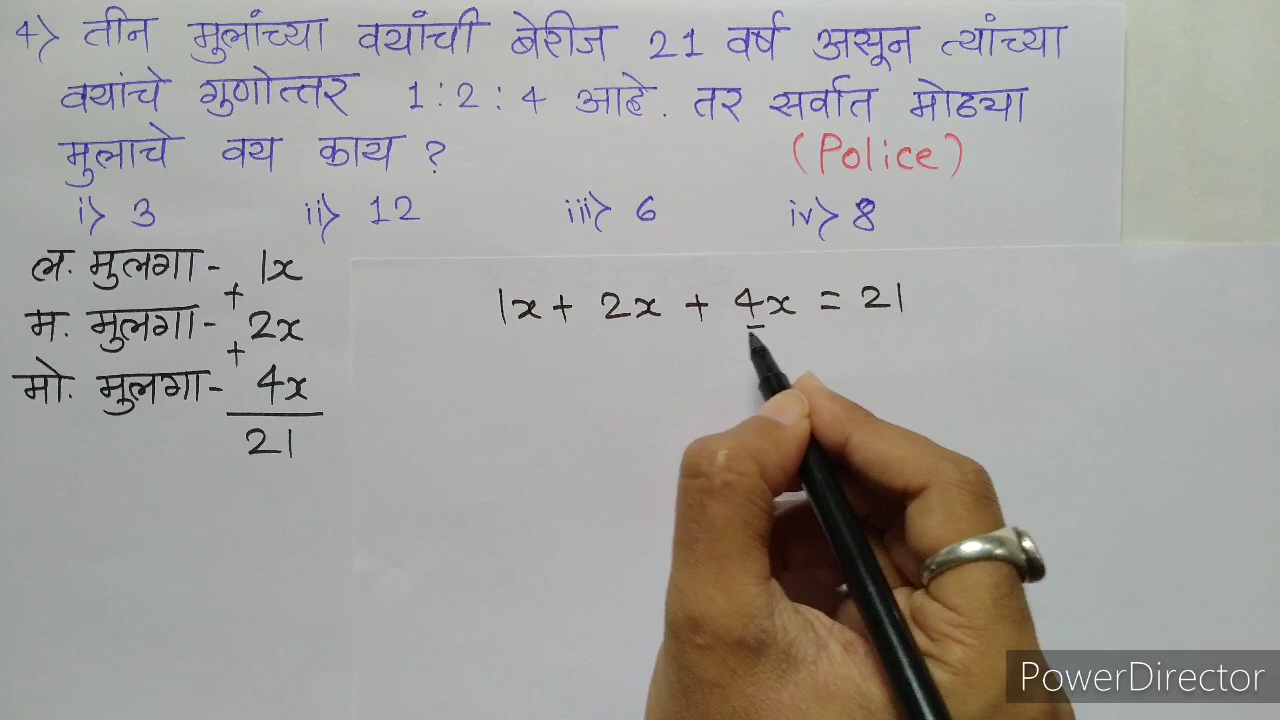 4> तीन मुलांच्या वयांची बेरीज 21 वर्ष असून त्यांच्या
वयांचे गुणोत्तर 1 : 2 : 4 आहे. तर सर्वात मोठ्या
मुलाचे वय काय ?
(Police)
i> 3 ii> 12 iii> 6 iv> 8
ल. मुलगा - 1x
+
म. मुलगा - 2x
+
मो. मुलगा - 4x
21
1x + 2x + 4x = 21
PowerDirector